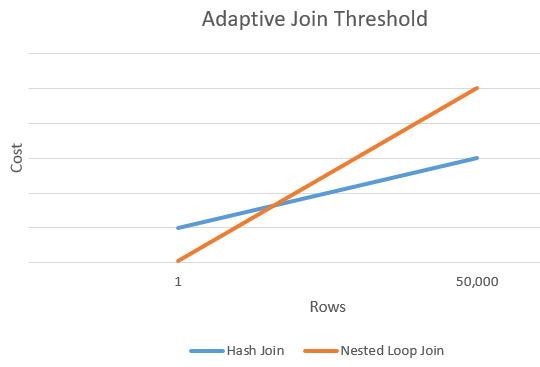 Adaptive Join Threshold
Cost
1 50,000
Rows
Hash Join Nested Loop Join